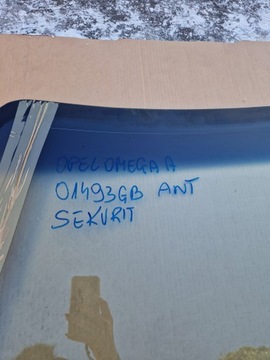 OPEL OMEGA A
01493GB ANT
SEKURIT